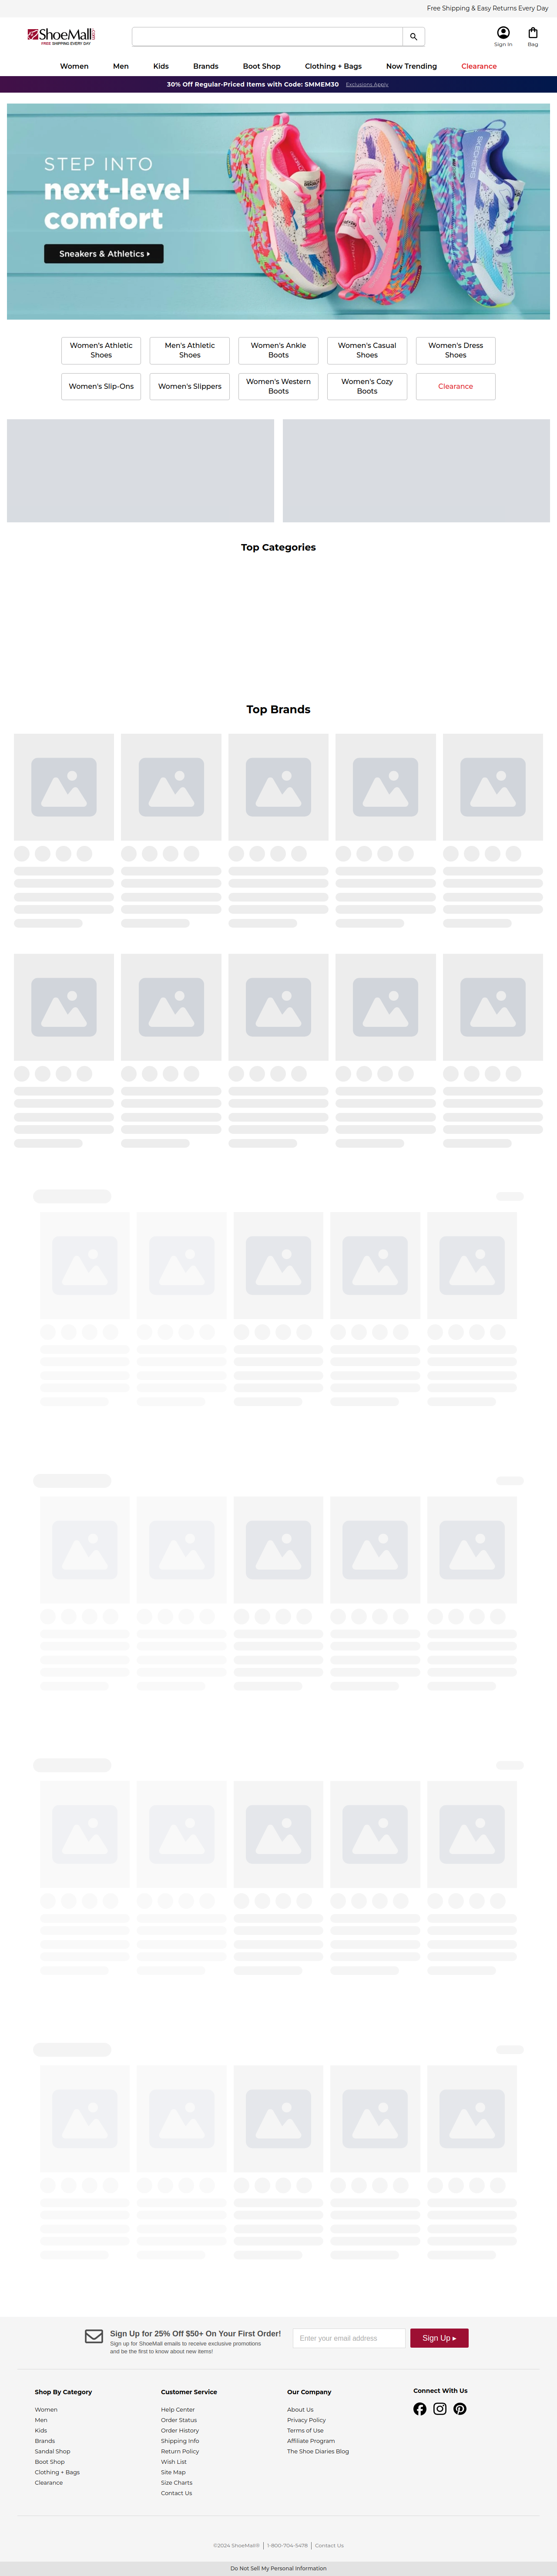 Free Shipping & Easy Returns Every Day
ShoeMall.com
FREE SHIPPING EVERY DAY
Sign In
Bag
Women
Men
Kids
Brands
Boot Shop
Clothing + Bags
Now Trending
Clearance
30% Off Regular-Priced Items with Code: SMMEM30 Exclusions Apply
STEP INTO
next-level
comfort
Sneakers & Athletics ▸
SKECHERS
Women's Athletic
Shoes
Men's Athletic
Shoes
Women's Ankle
Boots
Women's Casual
Shoes
Women's Dress
Shoes
Women's Slip-Ons
Women's Slippers
Women's Western
Boots
Women's Cozy
Boots
Clearance
Top Categories
Top Brands
Sign Up for 25% Off $50+ On Your First Order!
Sign up for ShoeMall emails to receive exclusive promotions
and be the first to know about new items!
Enter your email address
Sign Up ▸
Shop By Category
Women
Men
Kids
Brands
Sandal Shop
Boot Shop
Clothing + Bags
Clearance
Customer Service
Help Center
Order Status
Order History
Shipping Info
Return Policy
Wish List
Site Map
Size Charts
Contact Us
Our Company
About Us
Privacy Policy
Terms of Use
Affiliate Program
The Shoe Diaries Blog
Connect With Us
©2024 ShoeMall® | 1-800-704-5478 | Contact Us
Do Not Sell My Personal Information